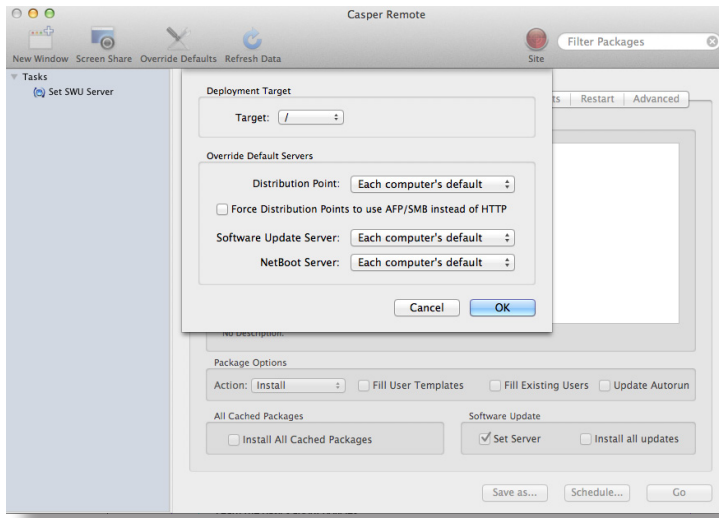 Casper Remote
New Window Screen Share Override Defaults Refresh Data Site Filter Packages
Tasks
Set SWU Server
Deployment Target
Target: /
Override Default Servers
Distribution Point: Each computer's default
Force Distribution Points to use AFP/SMB instead of HTTP
Software Update Server: Each computer's default
NetBoot Server: Each computer's default
Cancel OK
ts Restart Advanced
No Description.
Package Options
Action: Install Fill User Templates Fill Existing Users Update Autorun
All Cached Packages Software Update
Install All Cached Packages Set Server Install all updates
Save as... Schedule... Go